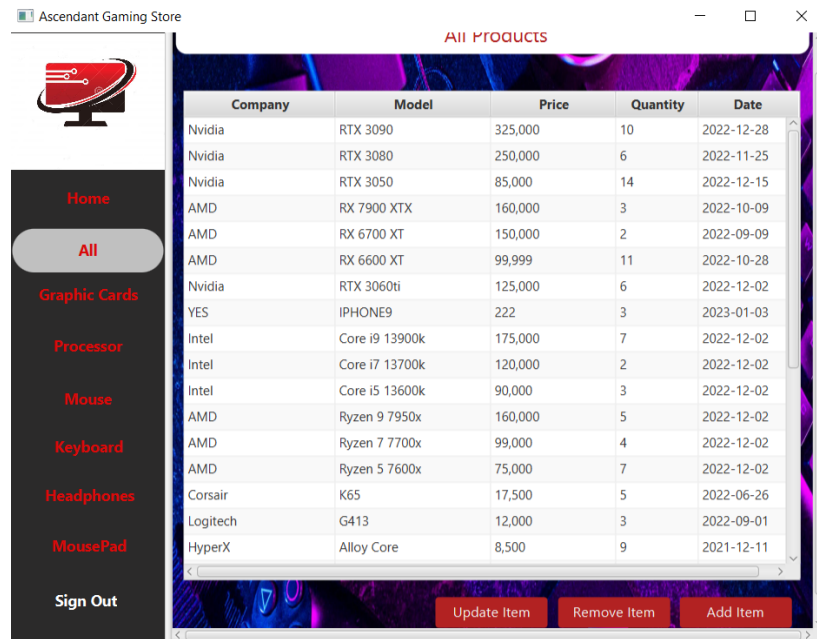 Ascendant Gaming Store
All Products
Home
All
Graphic Cards
Processor
Mouse
Keyboard
Headphones
MousePad
Sign Out
Company Model Price Quantity Date
Nvidia RTX 3090 325,000 10 2022-12-28
Nvidia RTX 3080 250,000 6 2022-11-25
Nvidia RTX 3050 85,000 14 2022-12-15
AMD RX 7900 XTX 160,000 3 2022-10-09
AMD RX 6700 XT 150,000 2 2022-09-09
AMD RX 6600 XT 99,999 11 2022-10-28
Nvidia RTX 3060ti 125,000 6 2022-12-02
YES IPHONE9 222 3 2023-01-03
Intel Core i9 13900k 175,000 7 2022-12-02
Intel Core i7 13700k 120,000 2 2022-12-02
Intel Core i5 13600k 90,000 3 2022-12-02
AMD Ryzen 9 7950x 160,000 5 2022-12-02
AMD Ryzen 7 7700x 99,000 4 2022-12-02
AMD Ryzen 5 7600x 75,000 7 2022-12-02
Corsair K65 17,500 5 2022-06-26
Logitech G413 12,000 3 2022-09-01
HyperX Alloy Core 8,500 9 2021-12-11
Update Item Remove Item Add Item